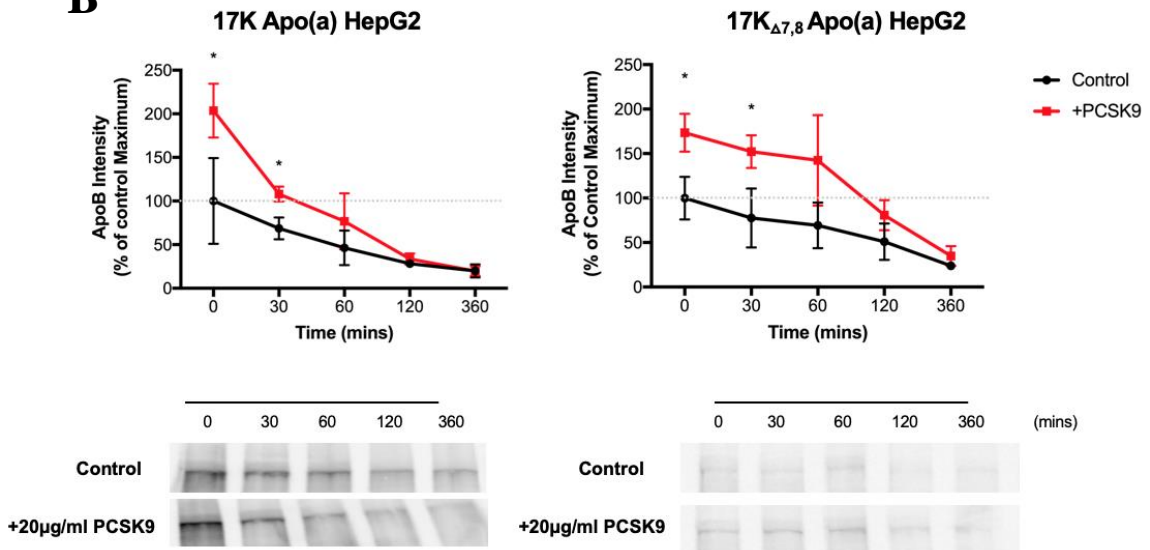 B
17K Apo(a) HepG2
ApoB Intensity
(% of control Maximum)
250
200
150
100
50
0
*
*
0 30 60 120 360
Time (mins)
17KΔ7,8 Apo(a) HepG2
ApoB Intensity
(% of Control Maximum)
250
200
150
100
50
0
*
*
0 30 60 120 360
Time (mins)
Control
+PCSK9
0 30 60 120 360
Control
+20µg/ml PCSK9
0 30 60 120 360 (mins)
Control
+20µg/ml PCSK9